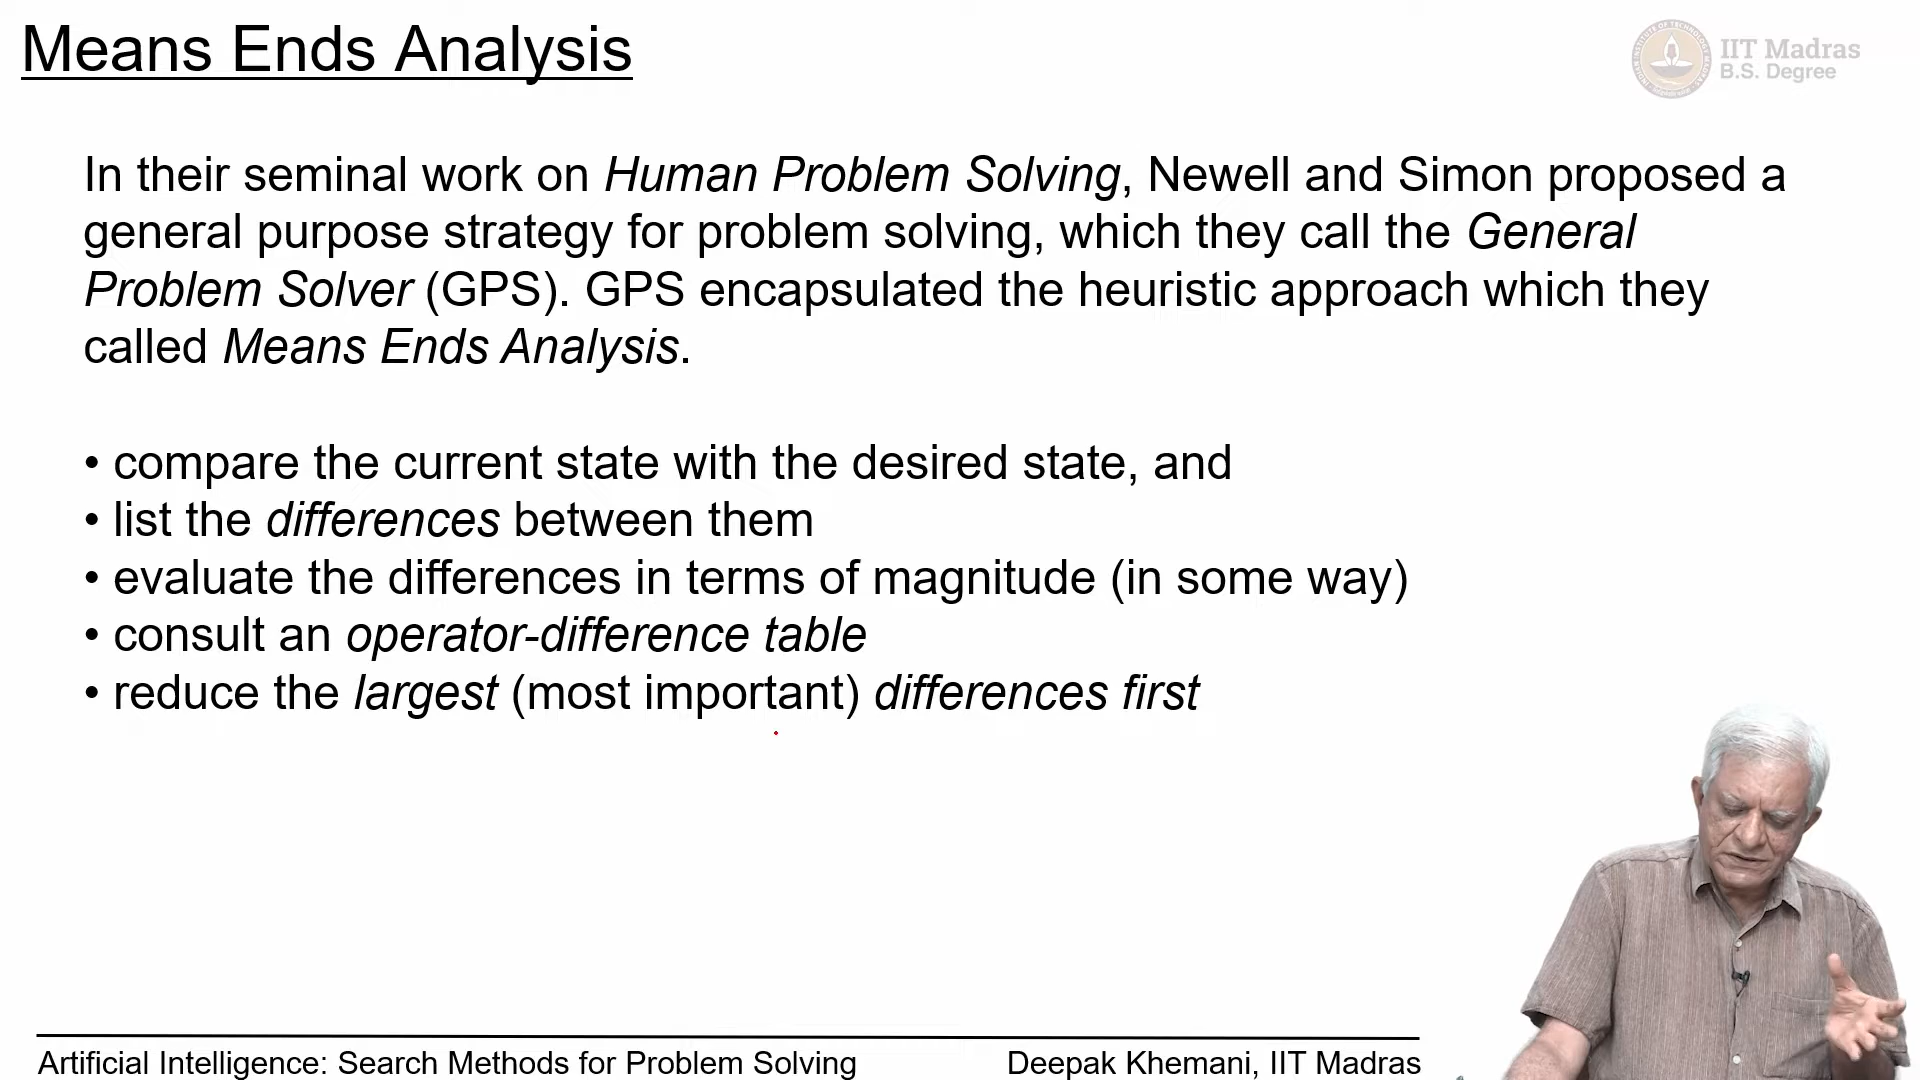 Means Ends Analysis
IIT Madras
B.S. Degree
In their seminal work on Human Problem Solving, Newell and Simon proposed a
general purpose strategy for problem solving, which they call the General
Problem Solver (GPS). GPS encapsulated the heuristic approach which they
called Means Ends Analysis.
• compare the current state with the desired state, and
• list the differences between them
• evaluate the differences in terms of magnitude (in some way)
• consult an operator-difference table
• reduce the largest (most important) differences first
Artificial Intelligence: Search Methods for Problem Solving
Deepak Khemani, IIT Madras